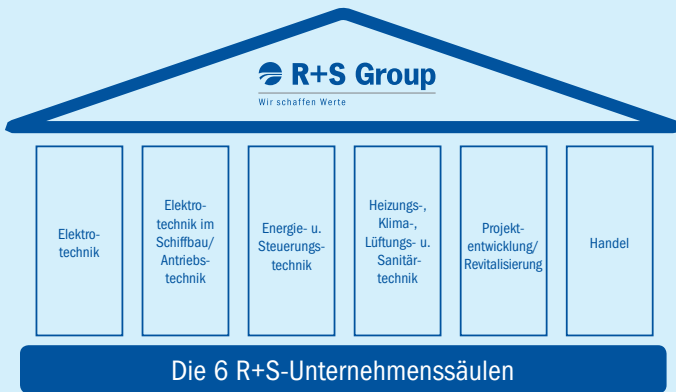 R+S Group
Wir schaffen Werte
Elektro-
technik
Elektro-
technik im
Schiffbau/
Antriebs-
technik
Energie- u.
Steuerungs-
technik
Heizungs-,
Klima-,
Lüftungs- u.
Sanitär-
technik
Projekt-
entwicklung/
Revitalisierung
Handel
Die 6 R+S-Unternehmenssäulen